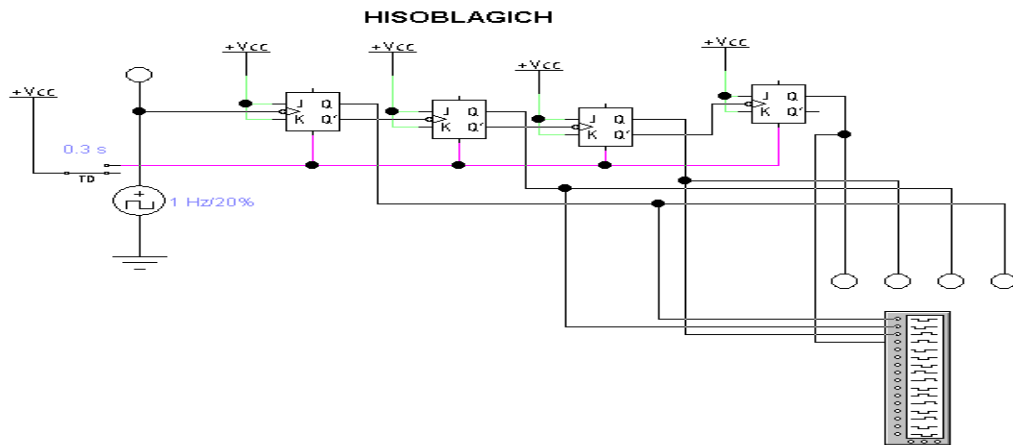 HISOBLAGICH
+Vcc
+Vcc
+Vcc
+Vcc
+Vcc
J Q
K Q'
J Q
K Q'
J Q
K Q'
J Q
K Q'
0.3 s
TD
+
1 Hz/20%